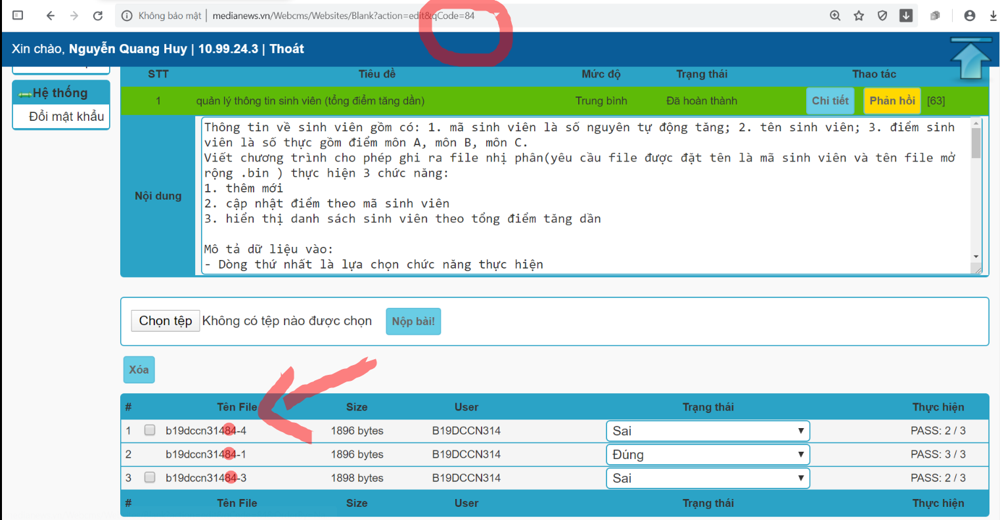 Không bảo mật | medianews.vn/Webcms/Websites/Blank?action=edit&qCode=84
Xin chào, Nguyễn Quang Huy | 10.99.24.3 | Thoát
STT Tiêu đề Mức độ Trạng thái Thao tác
Hệ thống
Đổi mật khẩu
1 quản lý thông tin sinh viên (tổng điểm tăng dần) Trung bình Đã hoàn thành Chi tiết Phản hồi [63]
Nội dung
Thông tin về sinh viên gồm có: 1. mã sinh viên là số nguyên tự động tăng; 2. tên sinh viên; 3. điểm sinh
viên là số thực gồm điểm môn A, môn B, môn C.
Viết chương trình cho phép ghi ra file nhị phân(yêu cầu file được đặt tên là mã sinh viên và tên file mở
rộng .bin ) thực hiện 3 chức năng:
1. thêm mới
2. cập nhật điểm theo mã sinh viên
3. hiển thị danh sách sinh viên theo tổng điểm tăng dần
Mô tả dữ liệu vào:
- Dòng thứ nhất là lựa chọn chức năng thực hiện
Chọn tệp Không có tệp nào được chọn Nộp bài!
Xóa
# Tên File Size User Trạng thái Thực hiện
1 b19dccn31484-4 1896 bytes B19DCCN314 Sai PASS: 2 / 3
2 b19dccn31484-1 1896 bytes B19DCCN314 Đúng PASS: 3 / 3
3 b19dccn31484-3 1898 bytes B19DCCN314 Sai PASS: 2 / 3
# Tên File Size User Trạng thái Thực hiện